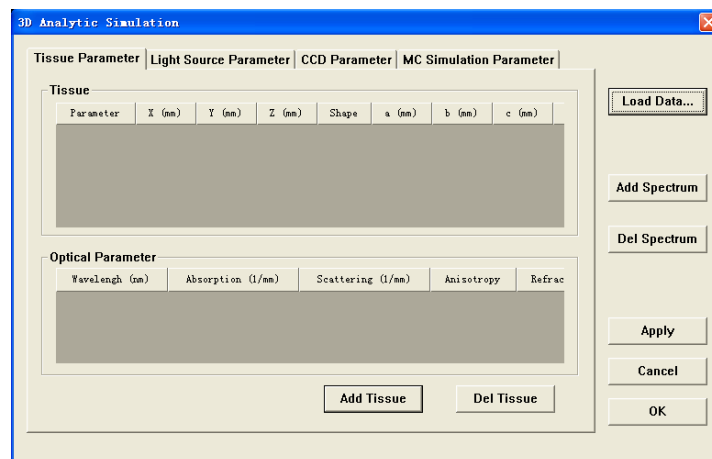 3D Analytic Simulation
Tissue Parameter Light Source Parameter CCD Parameter MC Simulation Parameter
Tissue
Parameter X (mm) Y (mm) Z (mm) Shape a (mm) b (mm) c (mm)
Load Data...
Add Spectrum
Del Spectrum
Optical Parameter
Wavelengh (nm) Absorption (1/mm) Scattering (1/mm) Anisotropy Refrac
Apply
Cancel
Add Tissue Del Tissue
OK